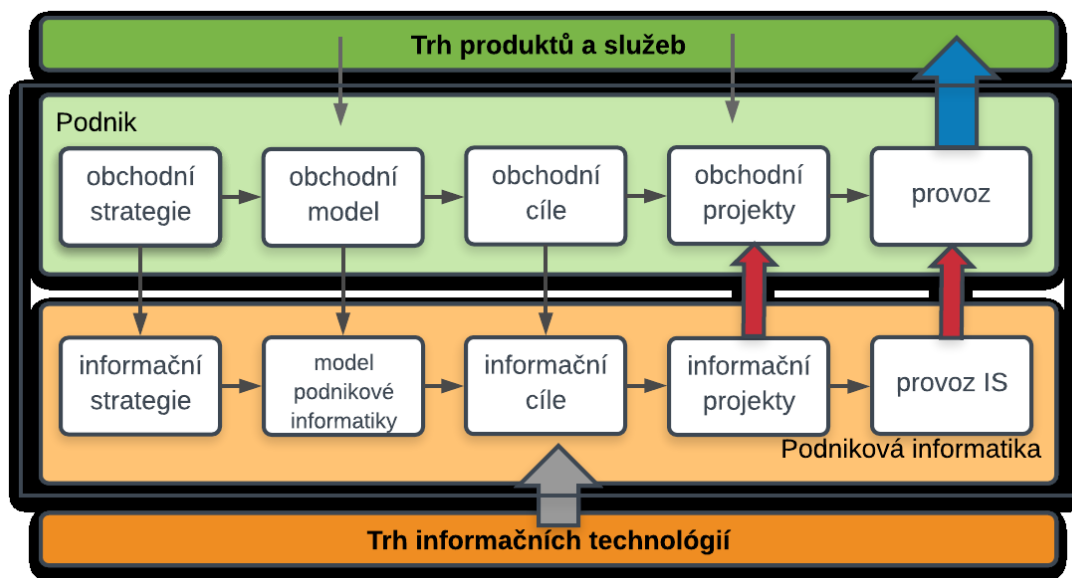 Trh produktů a služeb
Podnik
obchodní
strategie
obchodní
model
obchodní
cíle
obchodní
projekty
provoz
informační
strategie
model
podnikové
informatiky
informační
cíle
informační
projekty
provoz IS
Podniková informatika
Trh informačních technológií